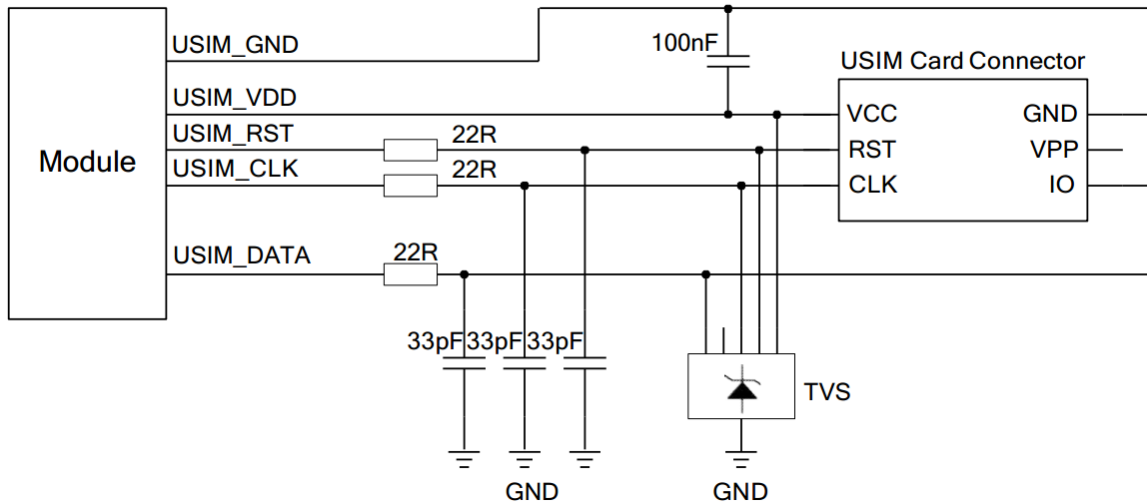 USIM_GND
100nF
USIM Card Connector
USIM_VDD
VCC
GND
Module
USIM_RST
22R
RST
VPP
USIM_CLK
22R
CLK
IO
USIM_DATA
22R
33pF 33pF 33pF
TVS
GND
GND